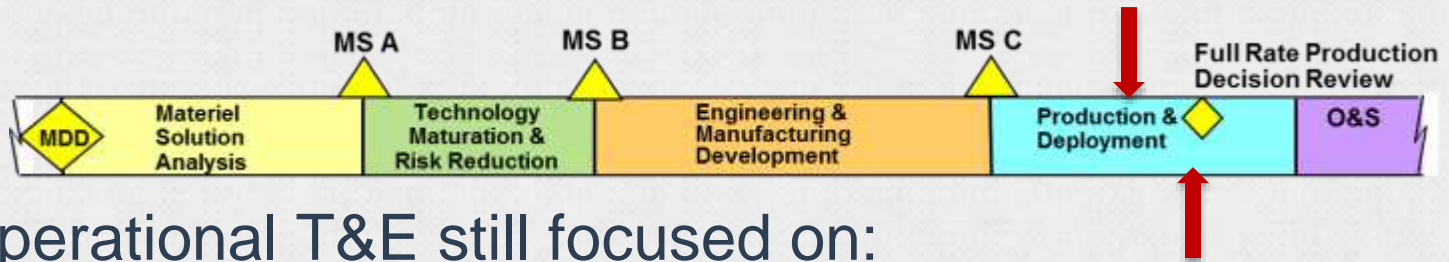 MS A
MS B
MS C
Full Rate Production
Decision Review
MDD
Materiel
Solution
Analysis
Technology
Maturation &
Risk Reduction
Engineering &
Manufacturing
Development
Production &
Deployment
O&S
perational T&E still focused on: